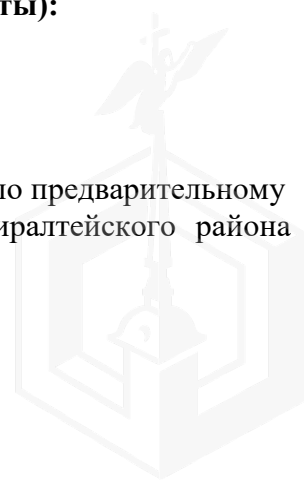 ты):
по предварительному
иралтейского района